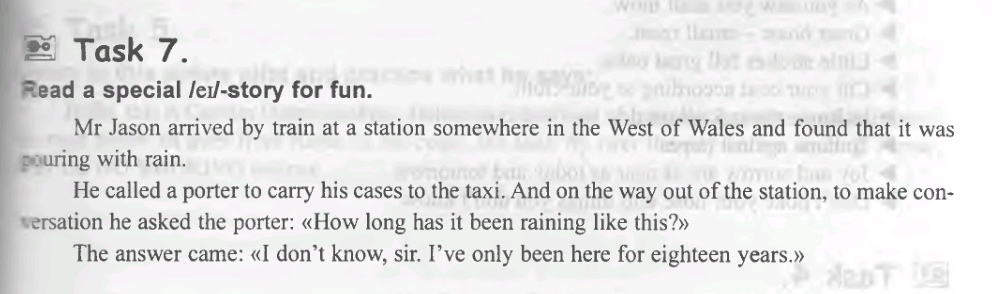 Task 7.
Read a special /eɪ/-story for fun.
Mr Jason arrived by train at a station somewhere in the West of Wales and found that it was
pouring with rain.
He called a porter to carry his cases to the taxi. And on the way out of the station, to make con-
versation he asked the porter: «How long has it been raining like this?»
The answer came: «I don't know, sir. I've only been here for eighteen years.»